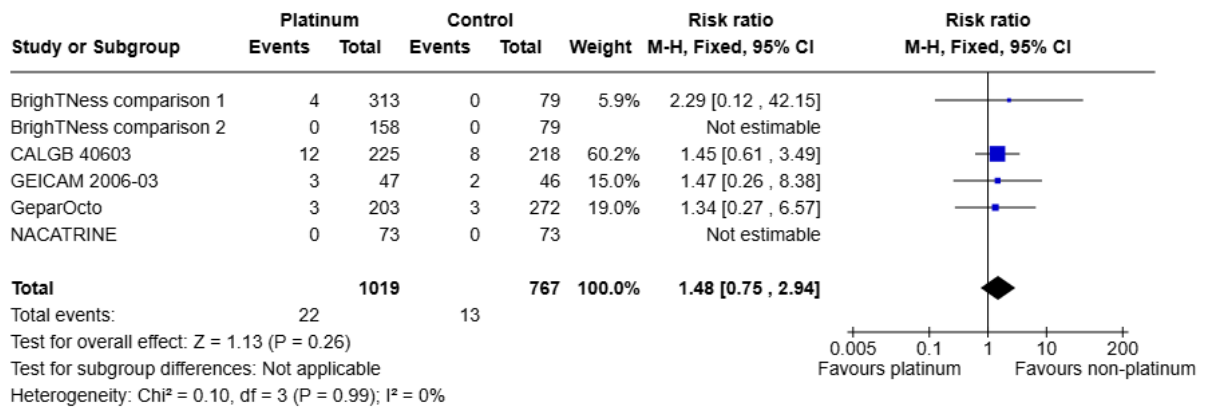 Platinum Control Risk ratio Risk ratio
Study or Subgroup Events Total Events Total Weight M-H, Fixed, 95% CI M-H, Fixed, 95% CI
BrighTNess comparison 1 4 313 0 79 5.9% 2.29 [0.12 , 42.15]
BrighTNess comparison 2 0 158 0 79 Not estimable
CALGB 40603 12 225 8 218 60.2% 1.45 [0.61 , 3.49]
GEICAM 2006-03 3 47 2 46 15.0% 1.47 [0.26 , 8.38]
GeparOcto 3 203 3 272 19.0% 1.34 [0.27 , 6.57]
NACATRINE 0 73 0 73 Not estimable
Total 1019 767 100.0% 1.48 [0.75 , 2.94]
Total events: 22 13
Test for overall effect: Z = 1.13 (P = 0.26)
Test for subgroup differences: Not applicable
Heterogeneity: Chi² = 0.10, df = 3 (P = 0.99); I² = 0%
0.005 0.1 1 10 200
Favours platinum Favours non-platinum